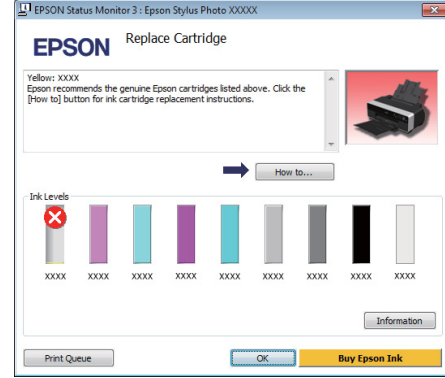 EPSON Status Monitor 3 : Epson Stylus Photo XXXXX
EPSON
Replace Cartridge
Yellow: XXXX
Epson recommends the genuine Epson cartridges listed above. Click the
[How to] button for ink cartridge replacement instructions.
How to...
Ink Levels
XXXX XXXX XXXX XXXX XXXX XXXX XXXX XXXX XXXX
Information
Print Queue
OK
Buy Epson Ink